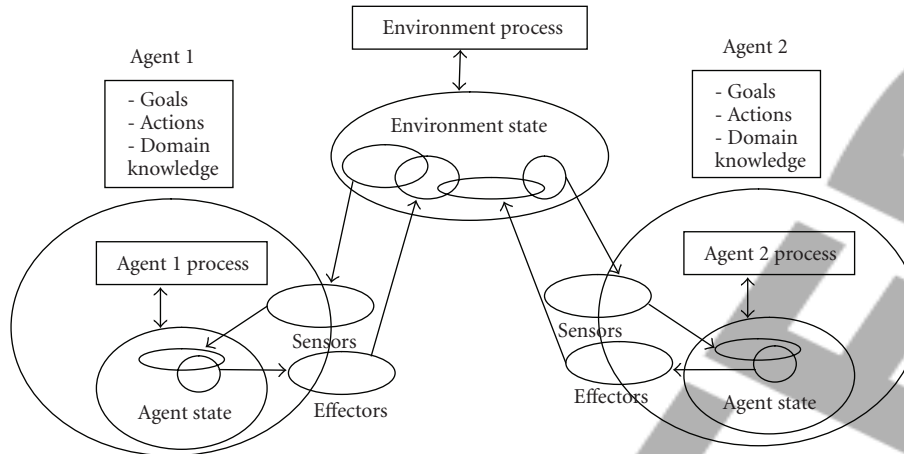 Environment process
Agent 1
Agent 2
- Goals
- Actions
- Domain
knowledge
Environment state
- Goals
- Actions
- Domain
knowledge
Agent 1 process
Agent 2 process
Sensors
Sensors
Agent state
Effectors
Effectors
Agent state